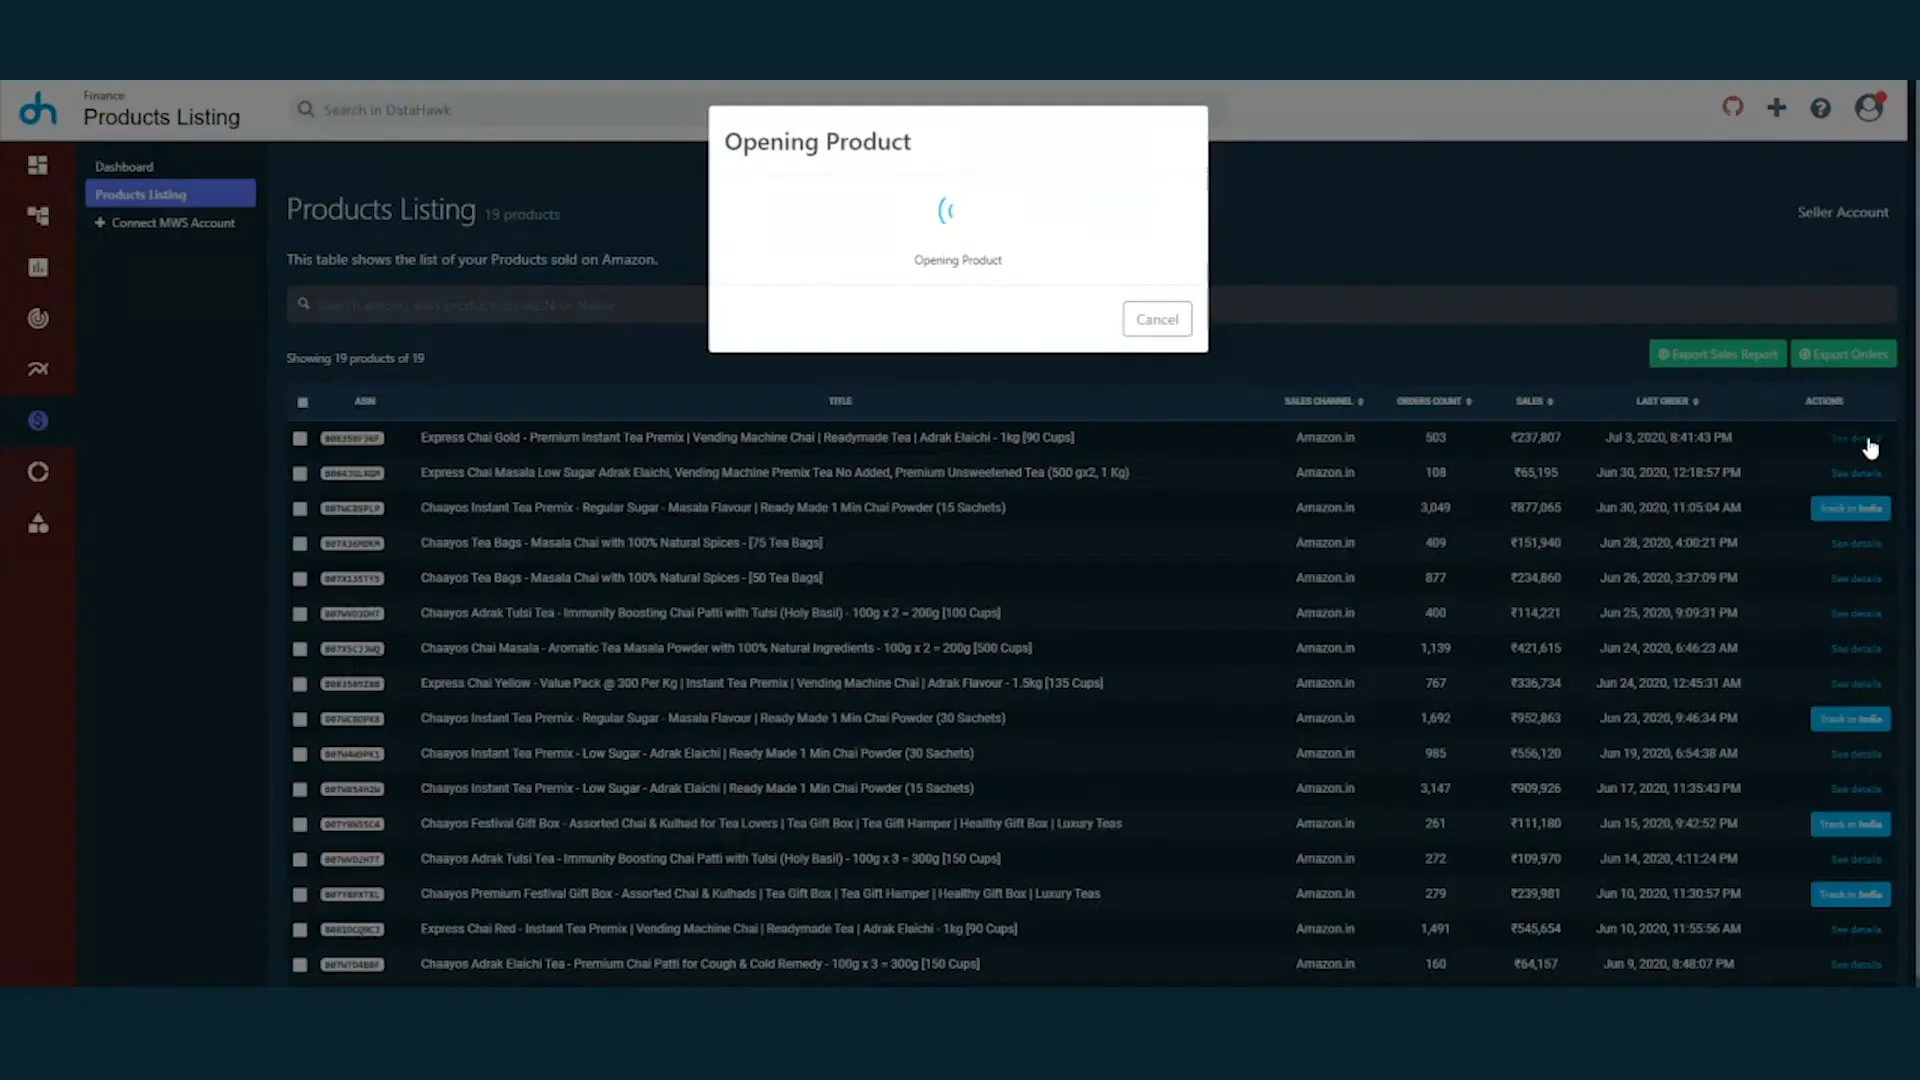 Finance
Products Listing
Search in DataHawk
Opening Product
Opening Product
Cancel
Dashboard
Products Listing
Connect MWS Account
Products Listing 19 products
Seller Account
This table shows the list of your Products sold on Amazon.
Search among your products by ASIN or Name
Showing 19 products of 19
Export Sales Report Export Orders
ASIN TITLE SALES CHANNEL ORDERS COUNT SALES LAST ORDER ACTIONS
Express Chai Gold - Premium Instant Tea Premix | Vending Machine Chai | Readymade Tea | Adrak Elaichi - 1kg [90 Cups] Amazon.in 503 ₹237,807 Jul 3, 2020, 8:41:43 PM See details
Express Chai Masala Low Sugar Adrak Elaichi, Vending Machine Premix Tea No Added, Premium Unsweetened Tea (500 gx2, 1 Kg) Amazon.in 108 ₹65,195 Jun 30, 2020, 12:18:57 PM See details
Chaayos Instant Tea Premix - Regular Sugar - Masala Flavour | Ready Made 1 Min Chai Powder (15 Sachets) Amazon.in 3,049 ₹877,065 Jun 30, 2020, 11:05:04 AM Track in India
Chaayos Tea Bags - Masala Chai with 100% Natural Spices - [75 Tea Bags] Amazon.in 409 ₹151,940 Jun 28, 2020, 4:00:21 PM See details
Chaayos Tea Bags - Masala Chai with 100% Natural Spices - [50 Tea Bags] Amazon.in 877 ₹234,860 Jun 26, 2020, 3:37:09 PM See details
Chaayos Adrak Tulsi Tea - Immunity Boosting Chai Patti with Tulsi (Holy Basil) - 100g x 2 = 200g [100 Cups] Amazon.in 400 ₹114,221 Jun 25, 2020, 9:09:31 PM See details
Chaayos Chai Masala - Aromatic Tea Masala Powder with 100% Natural Ingredients - 100g x 2 = 200g [500 Cups] Amazon.in 1,139 ₹421,615 Jun 24, 2020, 6:46:23 AM See details
Express Chai Yellow - Value Pack @ 300 Per Kg | Instant Tea Premix | Vending Machine Chai | Adrak Flavour - 1.5kg [135 Cups] Amazon.in 767 ₹336,734 Jun 24, 2020, 12:45:31 AM See details
Chaayos Instant Tea Premix - Regular Sugar - Masala Flavour | Ready Made 1 Min Chai Powder (30 Sachets) Amazon.in 1,692 ₹952,863 Jun 23, 2020, 9:46:34 PM Track in India
Chaayos Instant Tea Premix - Low Sugar - Adrak Elaichi | Ready Made 1 Min Chai Powder (30 Sachets) Amazon.in 985 ₹556,120 Jun 19, 2020, 6:54:38 AM See details
Chaayos Instant Tea Premix - Low Sugar - Adrak Elaichi | Ready Made 1 Min Chai Powder (15 Sachets) Amazon.in 3,147 ₹909,926 Jun 17, 2020, 11:35:43 PM See details
Chaayos Festival Gift Box - Assorted Chai & Kulhad for Tea Lovers | Tea Gift Box | Tea Gift Hamper | Healthy Gift Box | Luxury Teas Amazon.in 261 ₹111,180 Jun 15, 2020, 9:42:52 PM Track in India
Chaayos Adrak Tulsi Tea - Immunity Boosting Chai Patti with Tulsi (Holy Basil) - 100g x 3 = 300g [150 Cups] Amazon.in 272 ₹109,970 Jun 14, 2020, 4:11:24 PM See details
Chaayos Premium Festival Gift Box - Assorted Chai & Kulhads | Tea Gift Box | Tea Gift Hamper | Healthy Gift Box | Luxury Teas Amazon.in 279 ₹239,981 Jun 10, 2020, 11:30:57 PM Track in India
Express Chai Red - Instant Tea Premix | Vending Machine Chai | Readymade Tea | Adrak Elaichi - 1kg [90 Cups] Amazon.in 1,491 ₹545,654 Jun 10, 2020, 11:55:56 AM See details
Chaayos Adrak Elaichi Tea - Premium Chai Patti for Cough & Cold Remedy - 100g x 3 = 300g [150 Cups] Amazon.in 160 ₹64,157 Jun 9, 2020, 8:48:07 PM See details